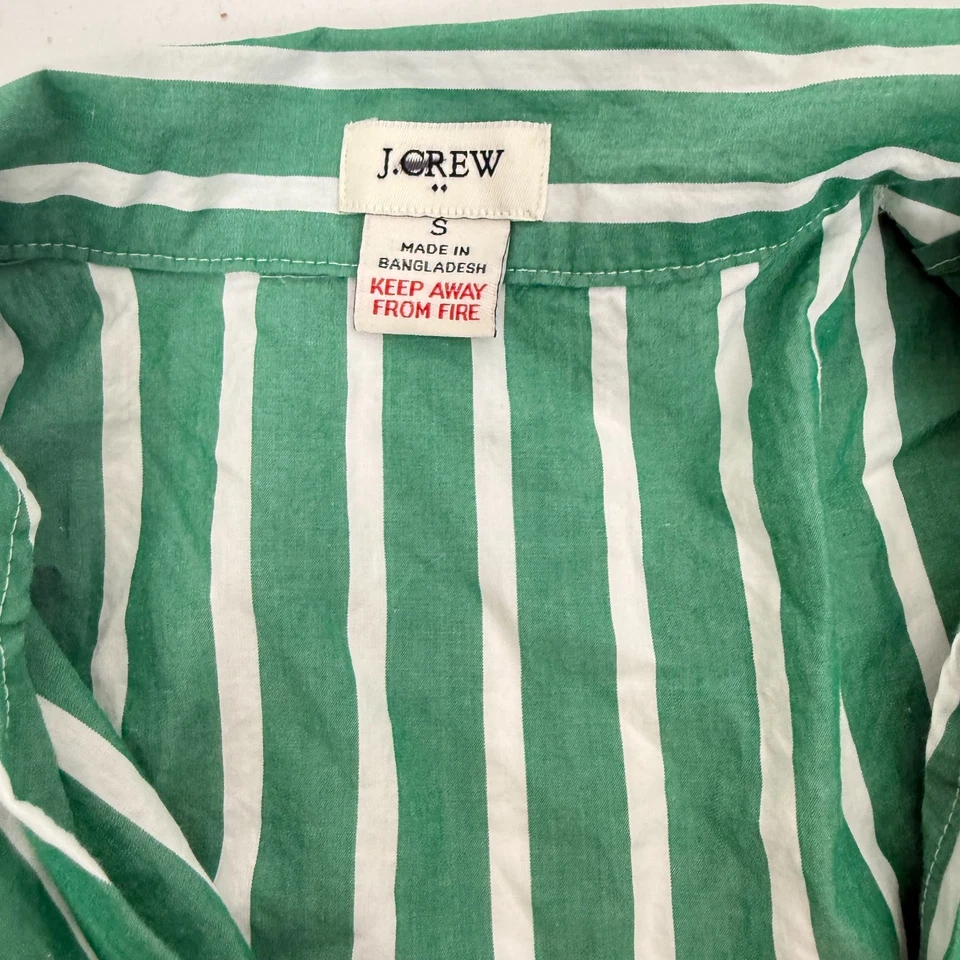 J.CREW
S
MADE IN
BANGLADESH
KEEP AWAY
FROM FIRE